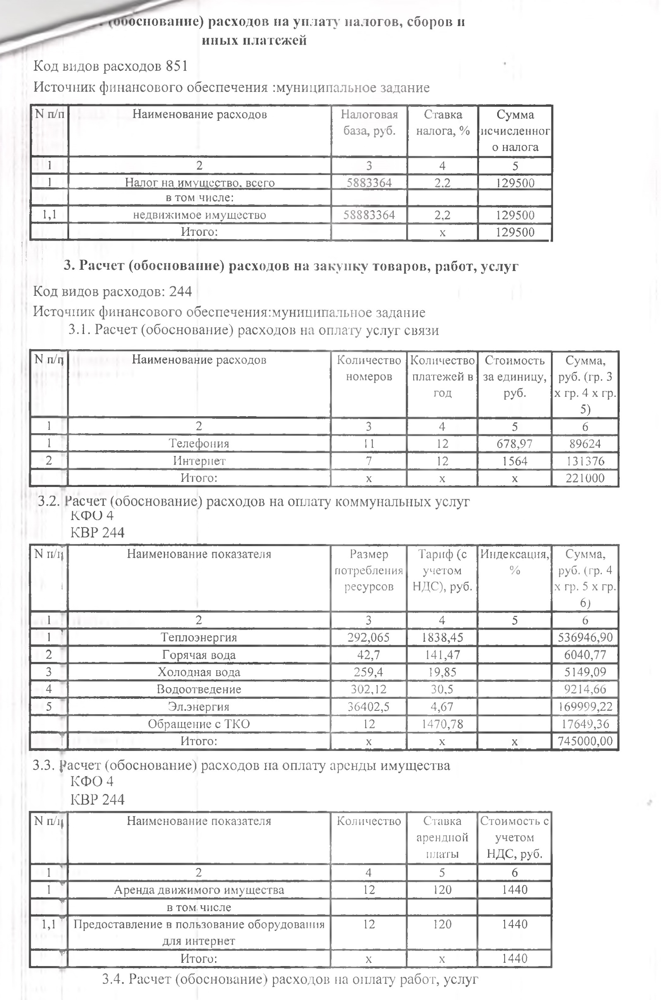 (обоснование) расходов на уплату налогов, сборов и
иных платежей
Код видов расходов 851
Источник финансового обеспечения :муниципальное задание
N п/п Наименование расходов Налоговая база, руб. Ставка налога, % Сумма исчисленного налога
1 2 3 4 5
1 Налог на имущество, всего 5883364 2,2 129500
в том числе:
1,1 недвижимое имущество 58883364 2,2 129500
Итого: х 129500
3. Расчет (обоснование) расходов на закупку товаров, работ, услуг
Код видов расходов: 244
Источник финансового обеспечения:муниципальное задание
3.1. Расчет (обоснование) расходов на оплату услуг связи
N п/п Наименование расходов Количество номеров Количество платежей в год Стоимость за единицу, руб. Сумма, руб. (гр. 3 х гр. 4 х гр. 5)
1 2 3 4 5 6
1 Телефония 11 12 678,97 89624
2 Интернет 7 12 1564 131376
Итого: х х х 221000
3.2. Расчет (обоснование) расходов на оплату коммунальных услуг
КФО 4
КВР 244
N п/п Наименование показателя Размер потребления ресурсов Тариф (с учетом НДС), руб. Индексация, % Сумма, руб. (гр. 4 х гр. 5 х гр. 6)
1 2 3 4 5 6
1 Теплоэнергия 292,065 1838,45 536946,90
2 Горячая вода 42,7 141,47 6040,77
3 Холодная вода 259,4 19,85 5149,09
4 Водоотведение 302,12 30,5 9214,66
5 Эл.энергия 36402,5 4,67 169999,22
Обращение с ТКО 12 1470,78 17649,36
Итого: х х х 745000,00
3.3. Расчет (обоснование) расходов на оплату аренды имущества
КФО 4
КВР 244
N п/п Наименование показателя Количество Ставка арендной платы Стоимость с учетом НДС, руб.
1 2 4 5 6
1 Аренда движимого имущества 12 120 1440
в том числе
1,1 Предоставление в пользование оборудования для интернет 12 120 1440
Итого: х х 1440
3.4. Расчет (обоснование) расходов на оплату работ, услуг